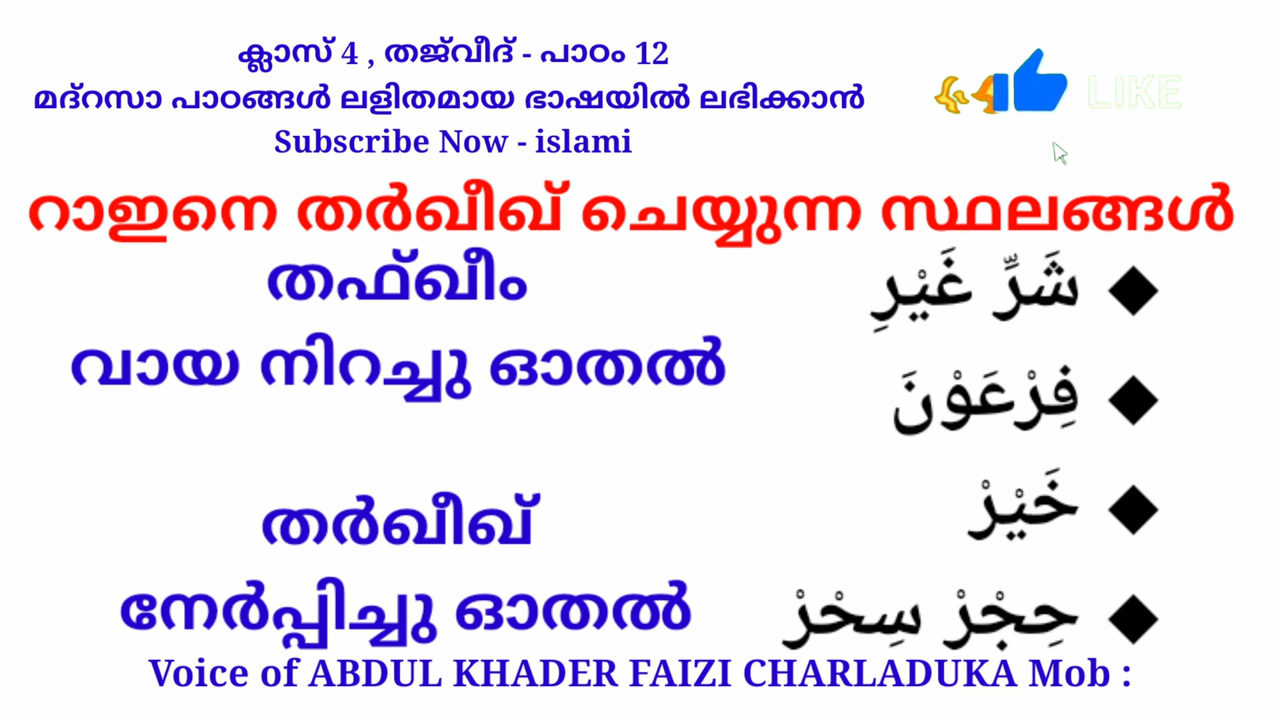 ക്ലാസ് 4 , തജ്‌വീദ് - പാഠം 12
മദ്റസാ പാഠങ്ങൾ ലളിതമായ ഭാഷയിൽ ലഭിക്കാൻ
Subscribe Now - islami
LIKE
റാഇനെ തർഖീഖ് ചെയ്യുന്ന സ്ഥലങ്ങൾ
തഫ്ഖീം
വായ നിറച്ചു ഓതൽ
തർഖീഖ്
നേർപ്പിച്ചു ഓതൽ
◆ شَرِّ غَيْرِ
◆ فِرْعَوْنَ
◆ خَيْرْ
◆ حِجْرْ سِحْرْ
Voice of ABDUL KHADER FAIZI CHARLADUKA Mob :